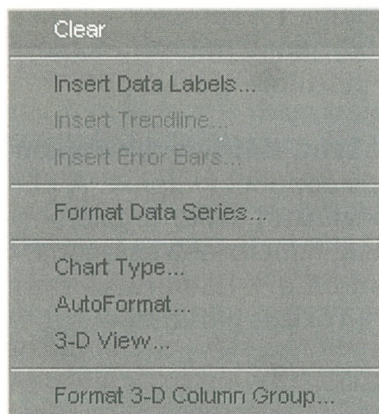 Clear
Insert Data Labels...
Insert Trendline...
Insert Error Bars...
Format Data Series...
Chart Type...
AutoFormat...
3-D View...
Format 3-D Column Group...